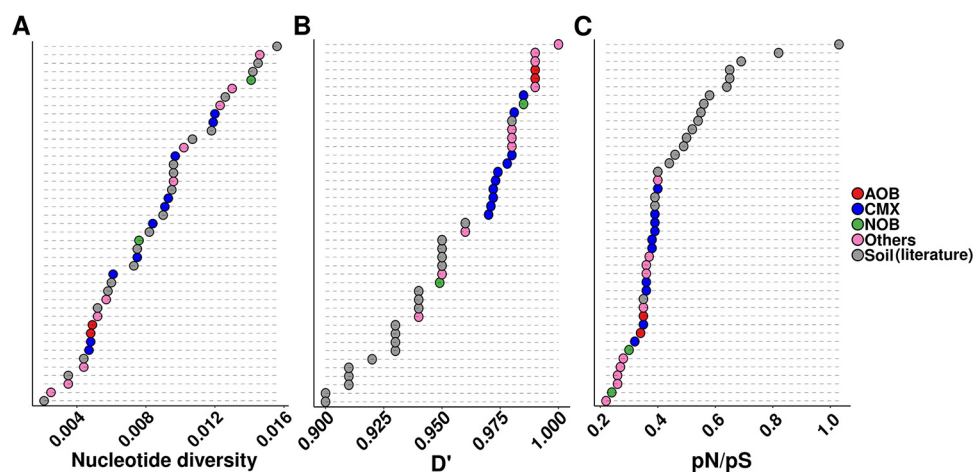 A
B
C
0.004
0.008
0.012
0.016
Nucleotide diversity
0.900
0.925
0.950
0.975
1.000
D'
0.2
0.4
0.6
0.8
1.0
pN/pS
AOB
CMX
NOB
Others
Soil (literature)